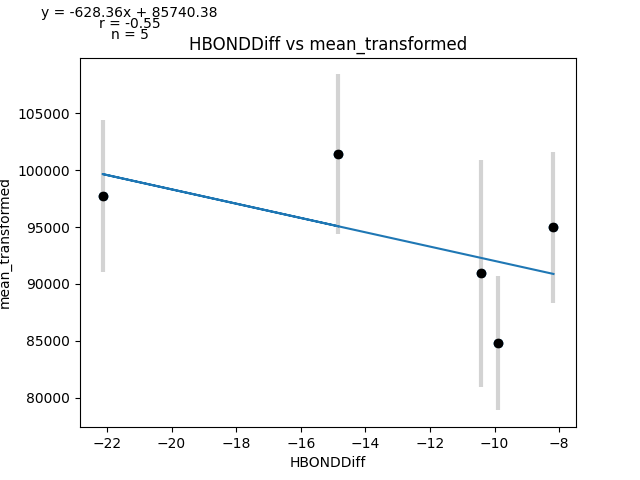 y = -628.36x + 85740.38
r = -0.55
n = 5
HBONDDiff vs mean_transformed
105000
100000
95000
90000
85000
80000
mean_transformed
−22
−20
−18
−16
−14
−12
−10
−8
HBONDDiff